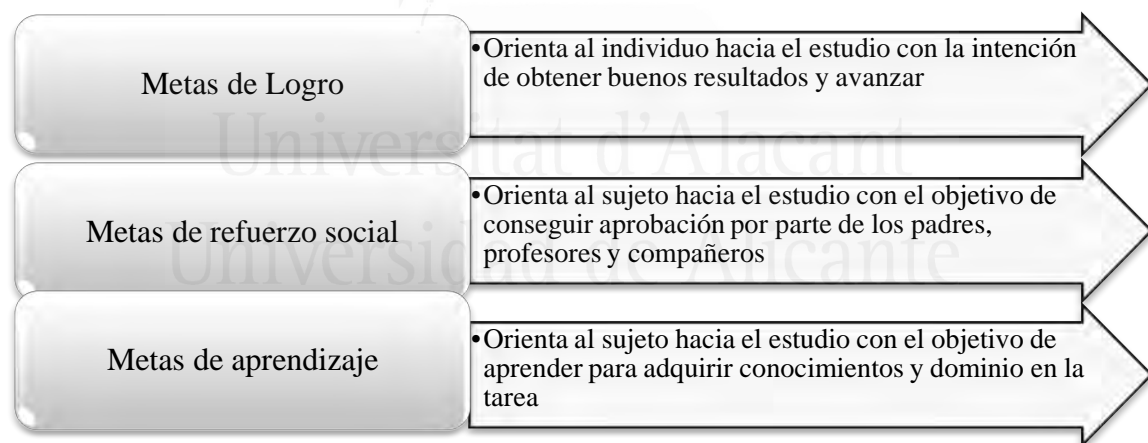 Metas de Logro
•Orienta al individuo hacia el estudio con la intención
de obtener buenos resultados y avanzar
Universitat d'Alacant
Metas de refuerzo social
•Orienta al sujeto hacia el estudio con el objetivo de
conseguir aprobación por parte de los padres,
profesores y compañeros
Universidad de Alicante
Metas de aprendizaje
•Orienta al sujeto hacia el estudio con el objetivo de
aprender para adquirir conocimientos y dominio en la
tarea